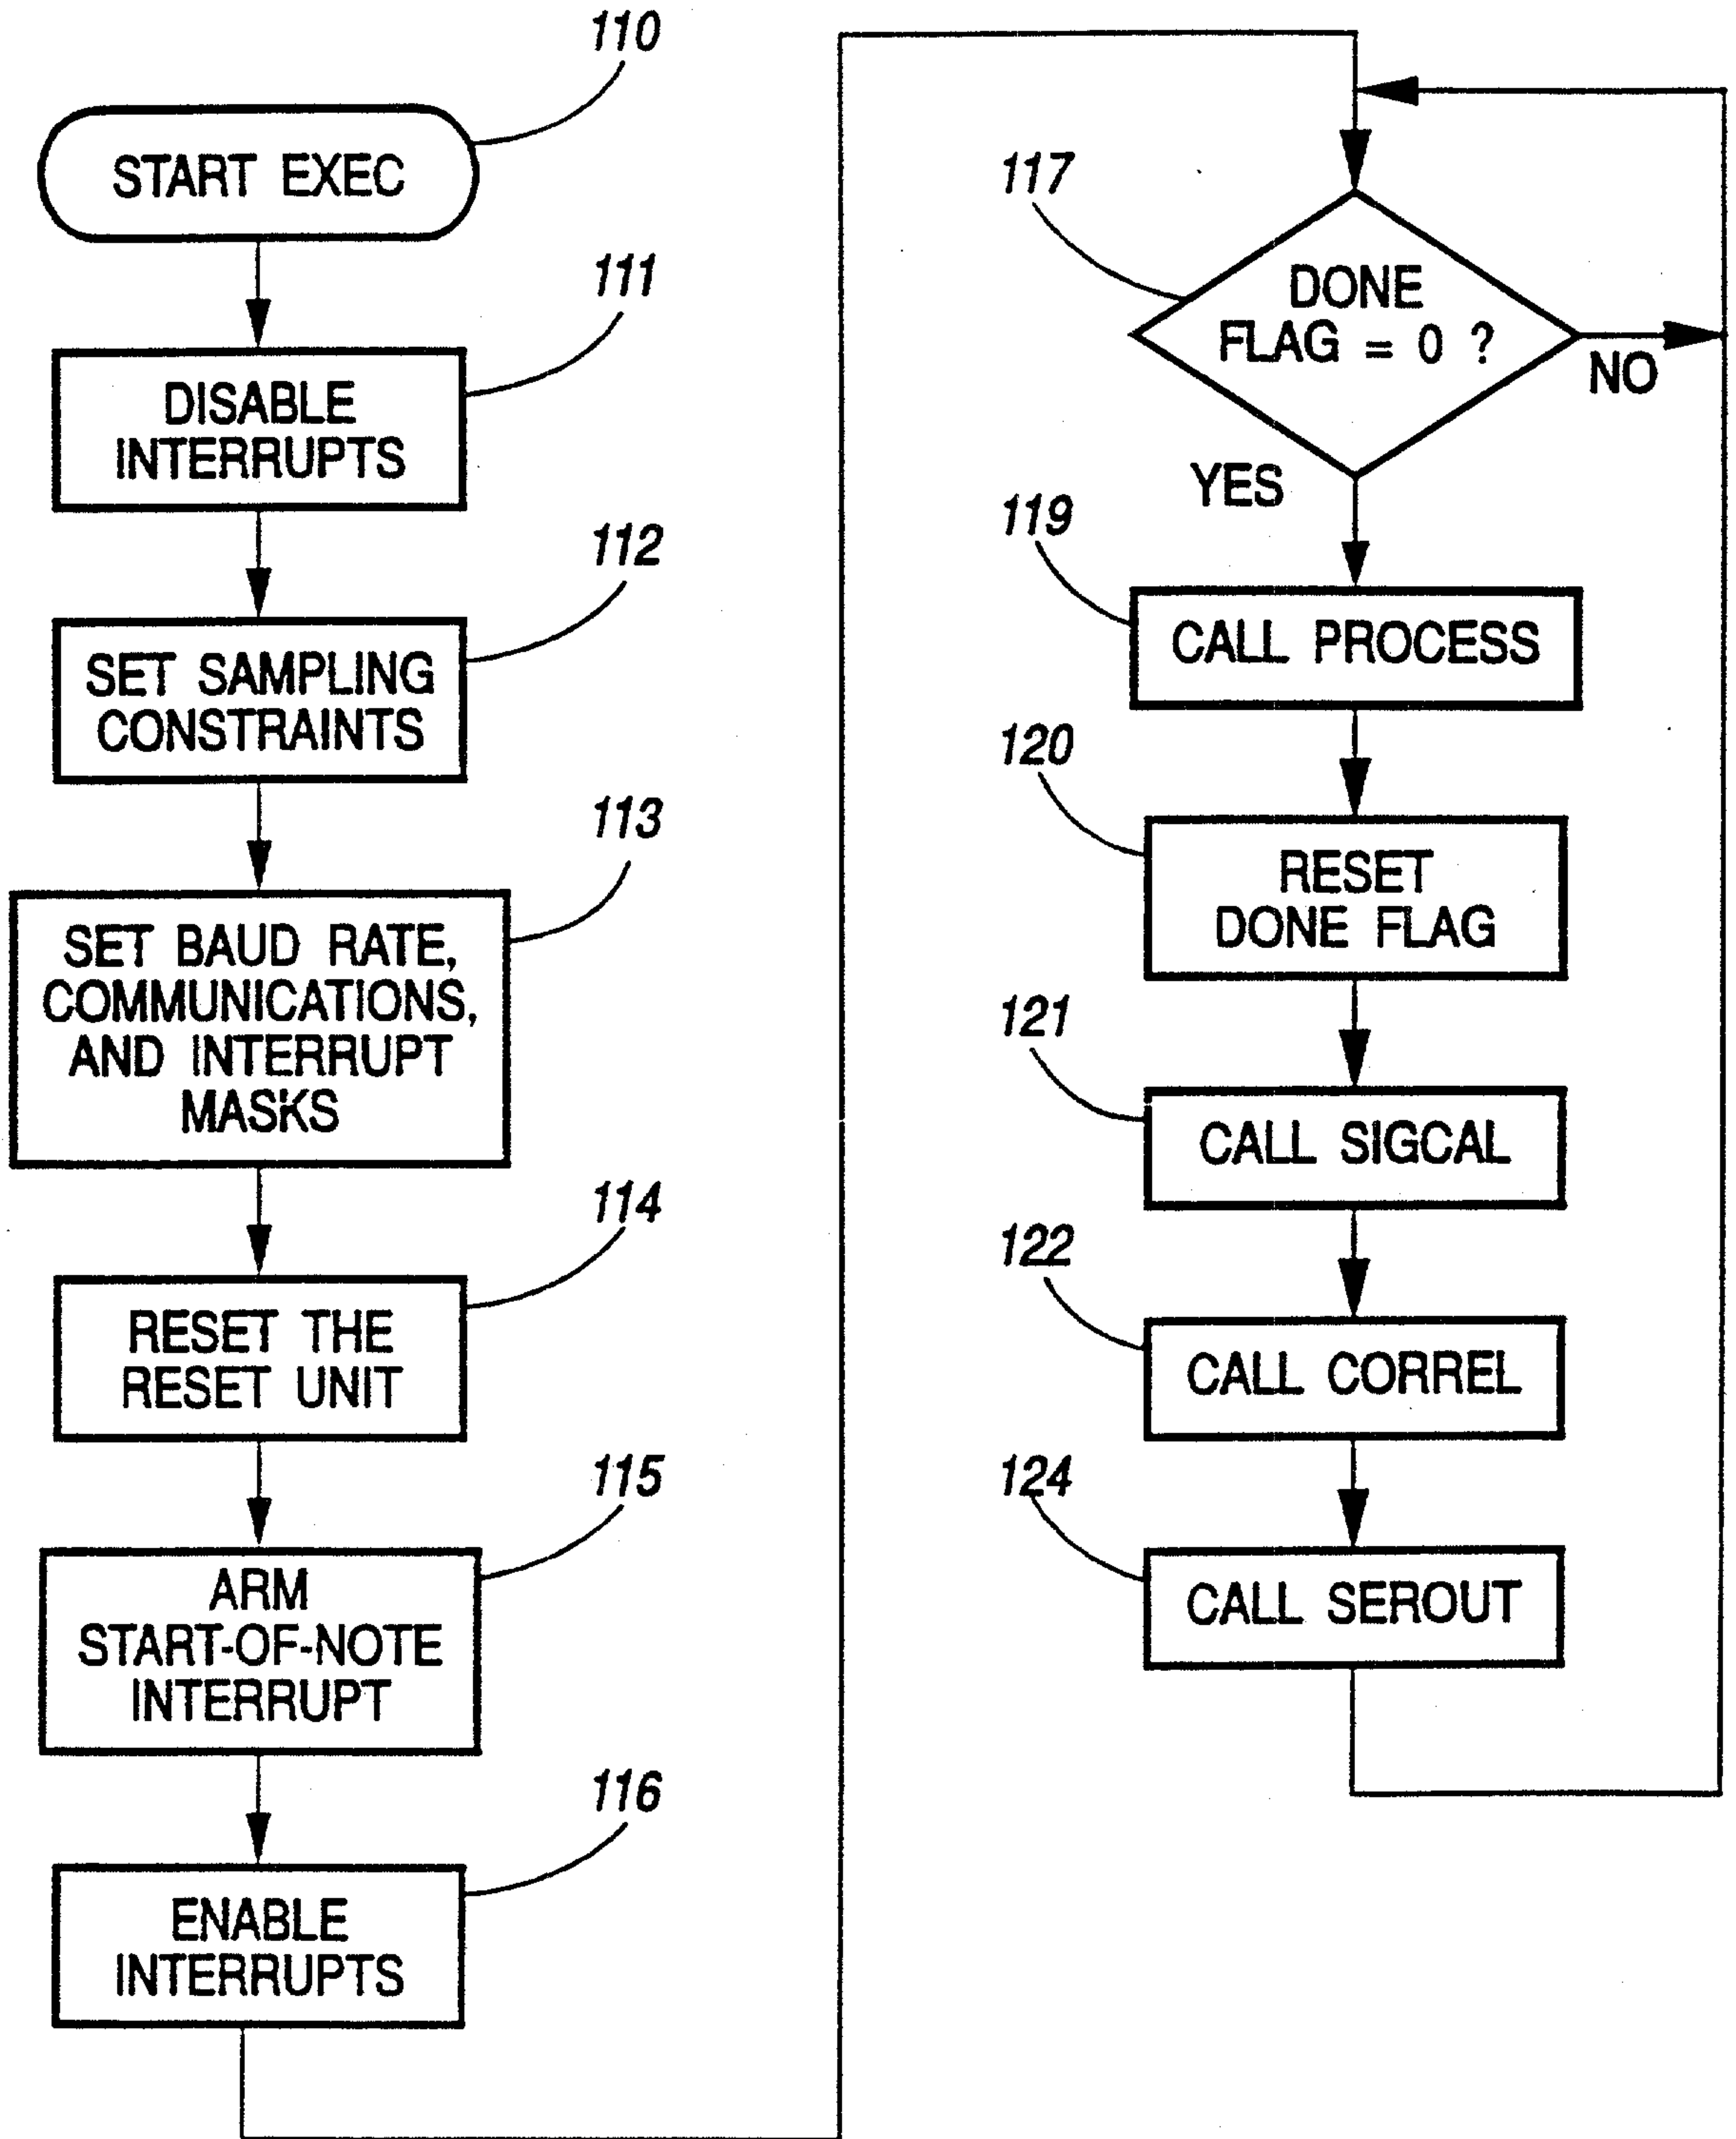 110
START EXEC
111
DISABLE
INTERRUPTS
112
SET SAMPLING
CONSTRAINTS
113
SET BAUD RATE,
COMMUNICATIONS,
AND INTERRUPT
MASKS
114
RESET THE
RESET UNIT
115
ARM
START-OF-NOTE
INTERRUPT
116
ENABLE
INTERRUPTS
117
DONE
FLAG = 0 ?
NO
YES
119
CALL PROCESS
120
RESET
DONE FLAG
121
CALL SIGCAL
122
CALL CORREL
124
CALL SEROUT